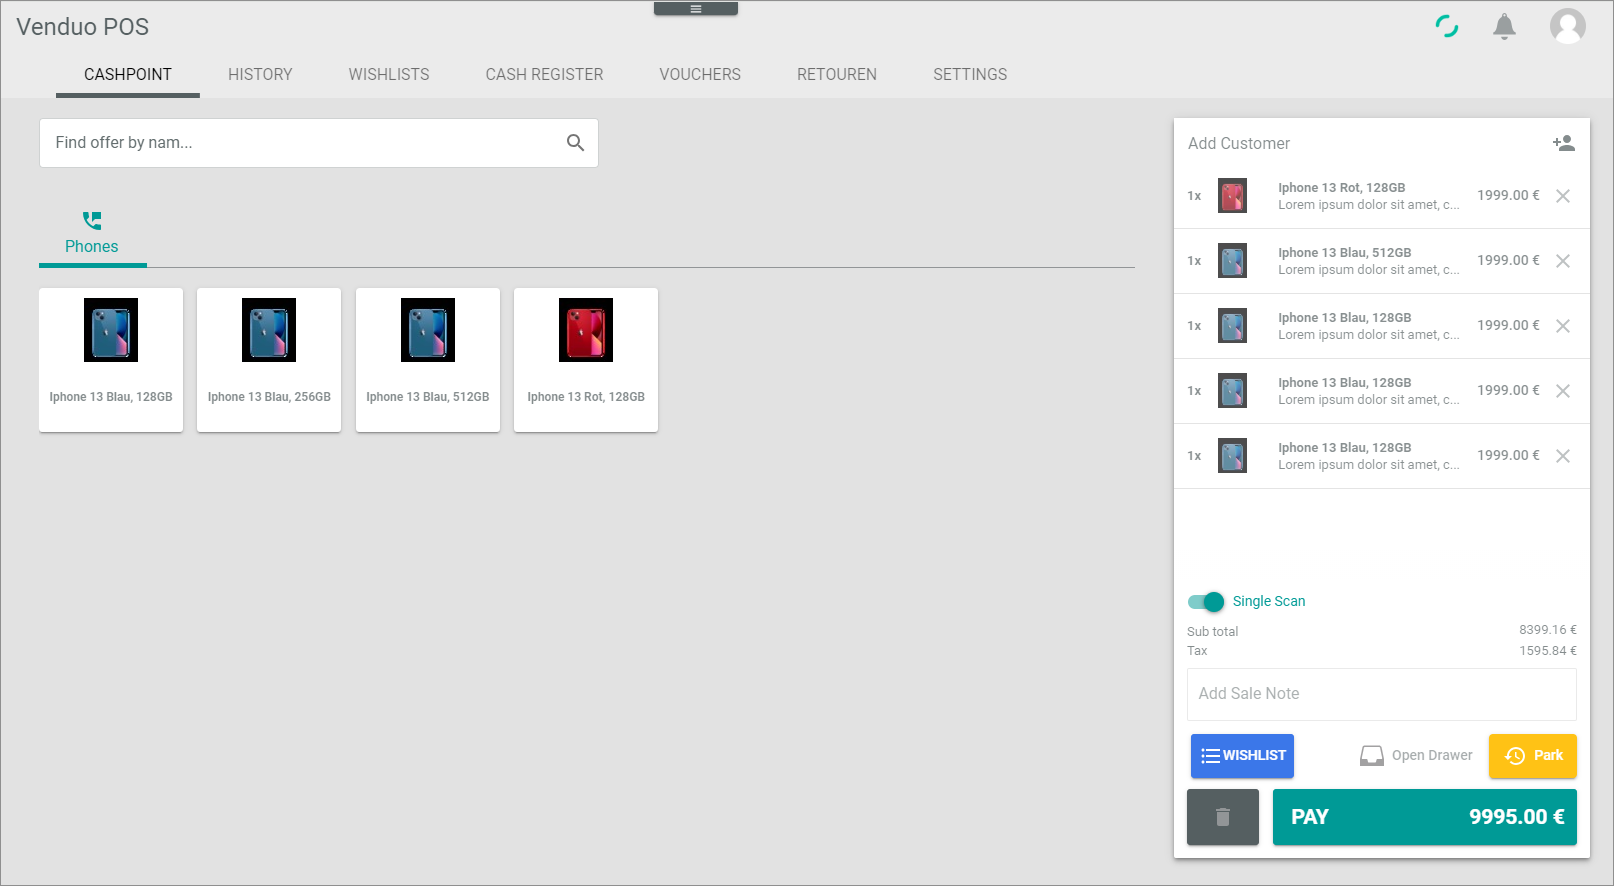 Venduo POS
CASHPOINT HISTORY WISHLISTS CASH REGISTER VOUCHERS RETOUREN SETTINGS
Find offer by nam...
Phones
Iphone 13 Blau, 128GB
Iphone 13 Blau, 256GB
Iphone 13 Blau, 512GB
Iphone 13 Rot, 128GB
Add Customer
1x Iphone 13 Rot, 128GB 1999.00 €
Lorem ipsum dolor sit amet, c...
1x Iphone 13 Blau, 512GB 1999.00 €
Lorem ipsum dolor sit amet, c...
1x Iphone 13 Blau, 128GB 1999.00 €
Lorem ipsum dolor sit amet, c...
1x Iphone 13 Blau, 128GB 1999.00 €
Lorem ipsum dolor sit amet, c...
1x Iphone 13 Blau, 128GB 1999.00 €
Lorem ipsum dolor sit amet, c...
Single Scan
Sub total 8399.16 €
Tax 1595.84 €
Add Sale Note
WISHLIST Open Drawer Park
PAY 9995.00 €